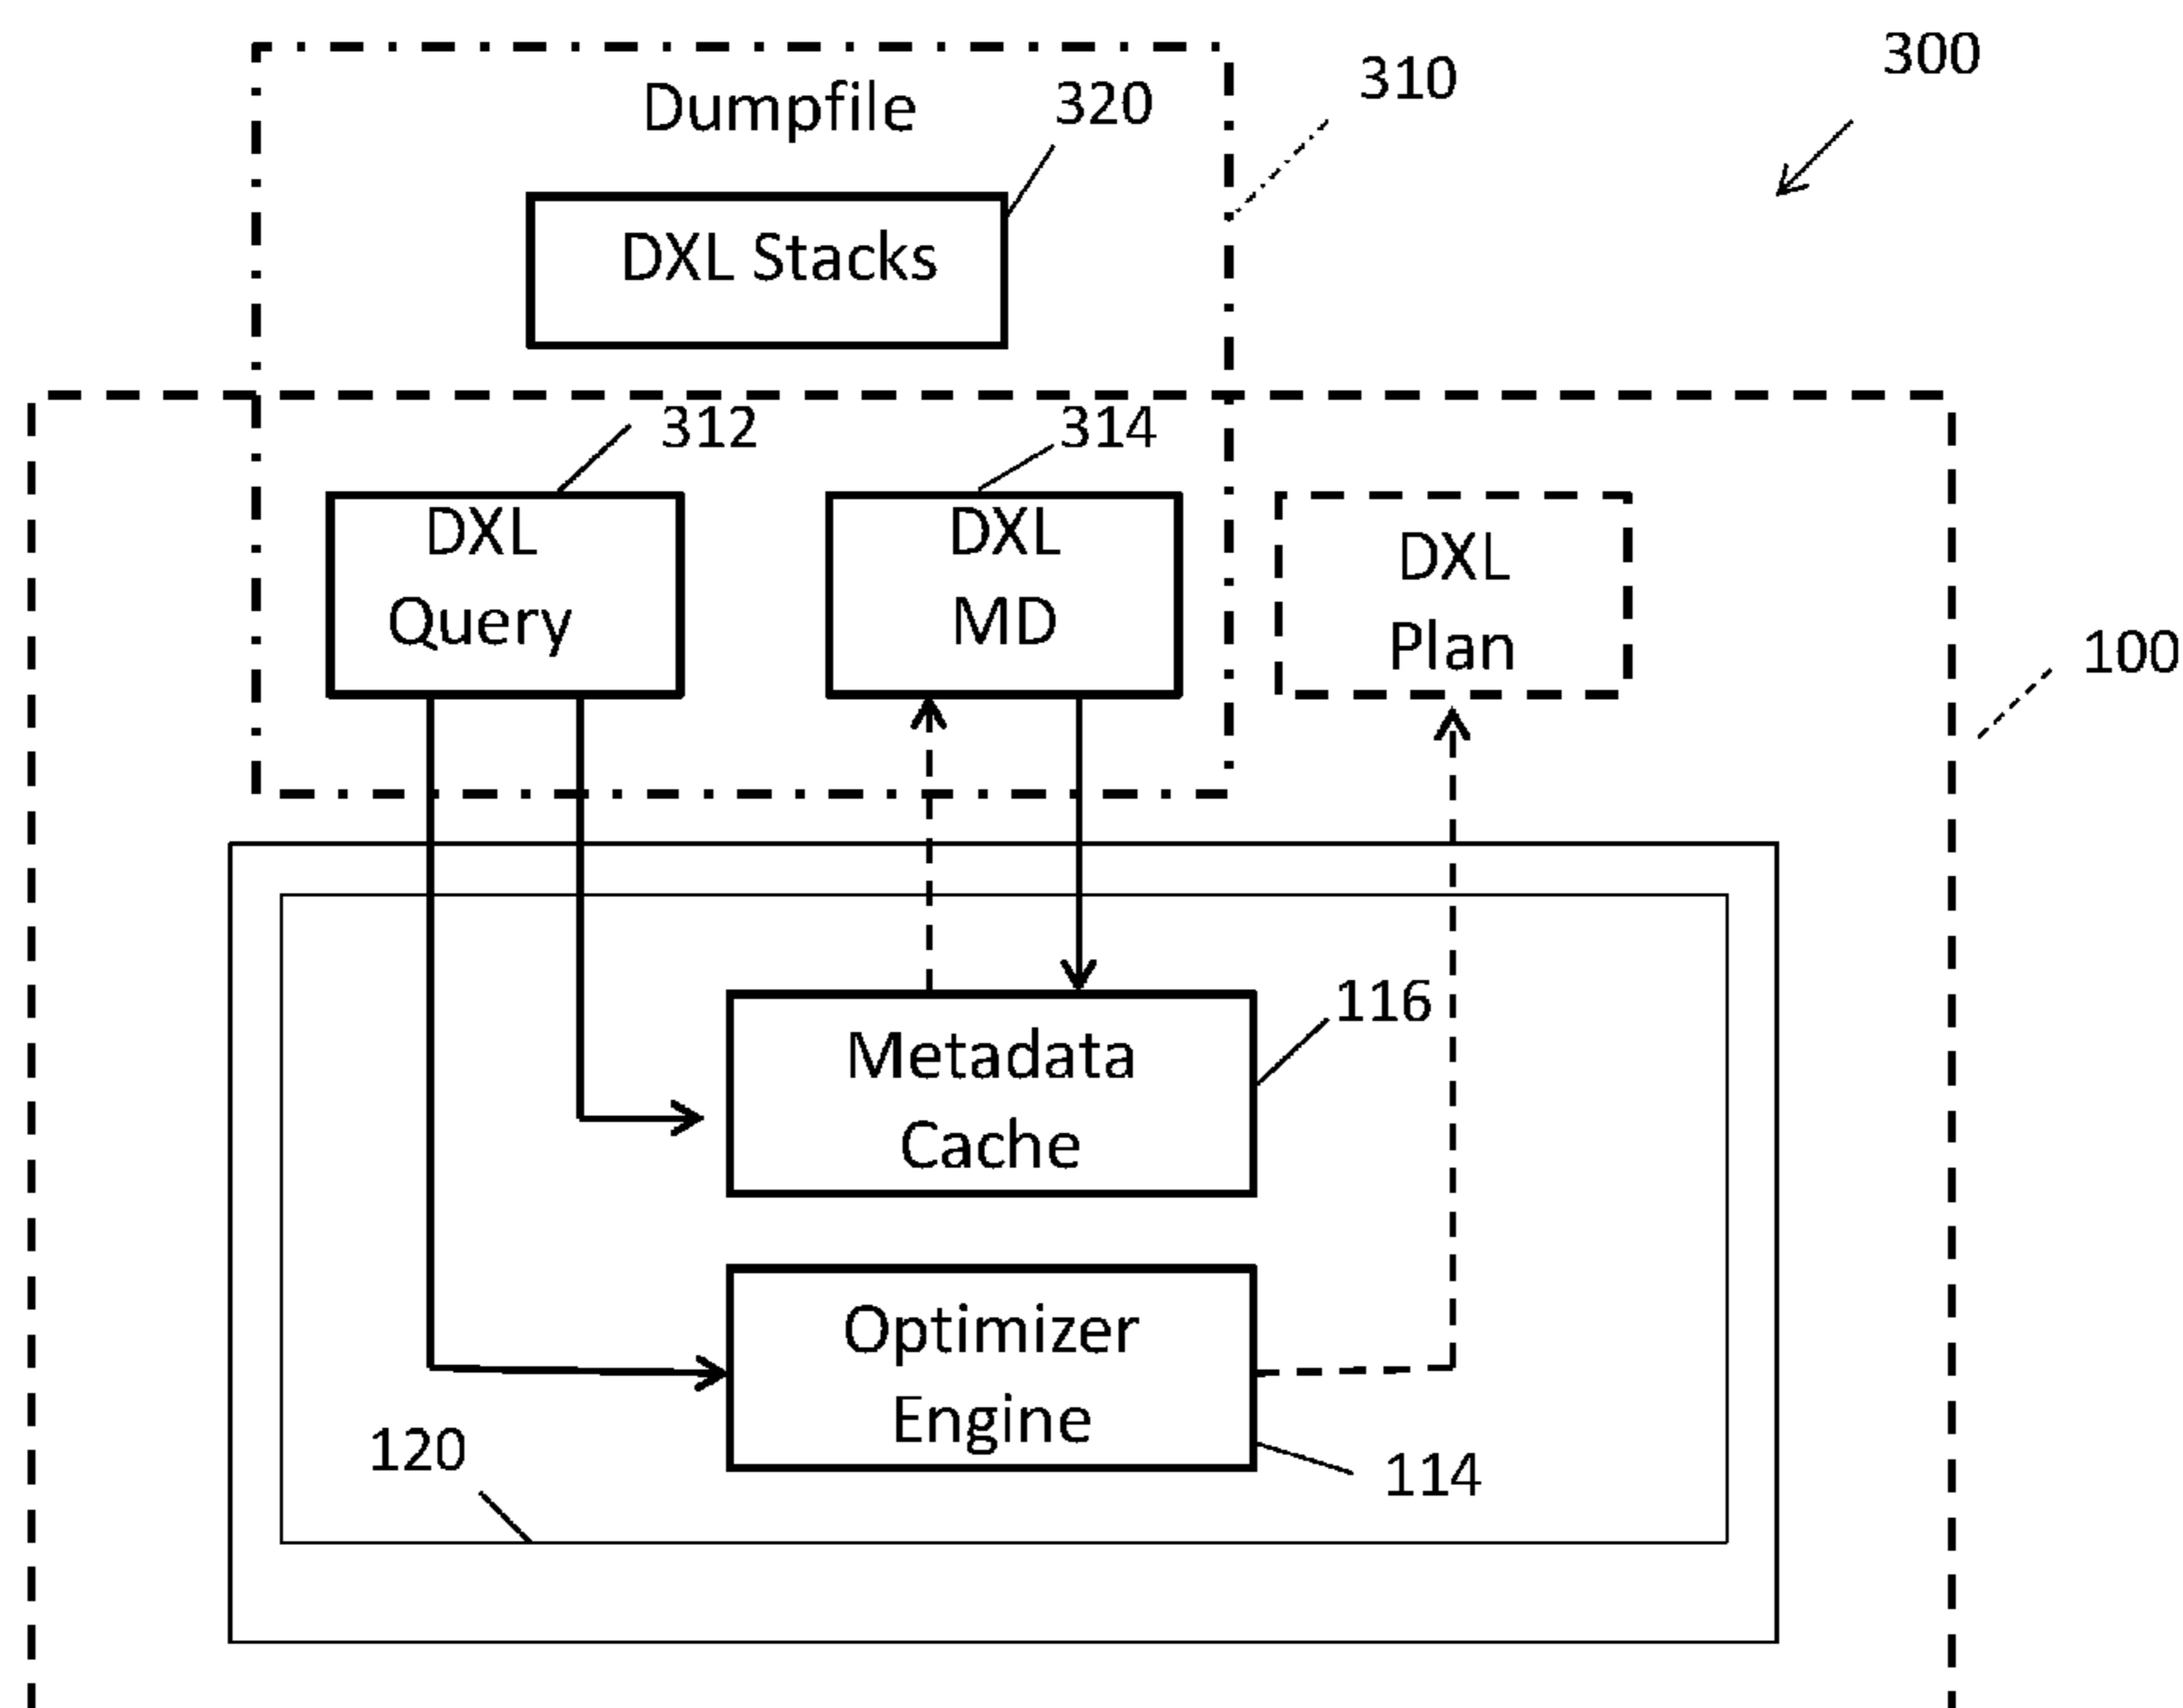 300
310
Dumpfile
320
DXL Stacks
312
314
DXL
Query
DXL
MD
DXL
Plan
100
Metadata
Cache
116
Optimizer
Engine
120
114